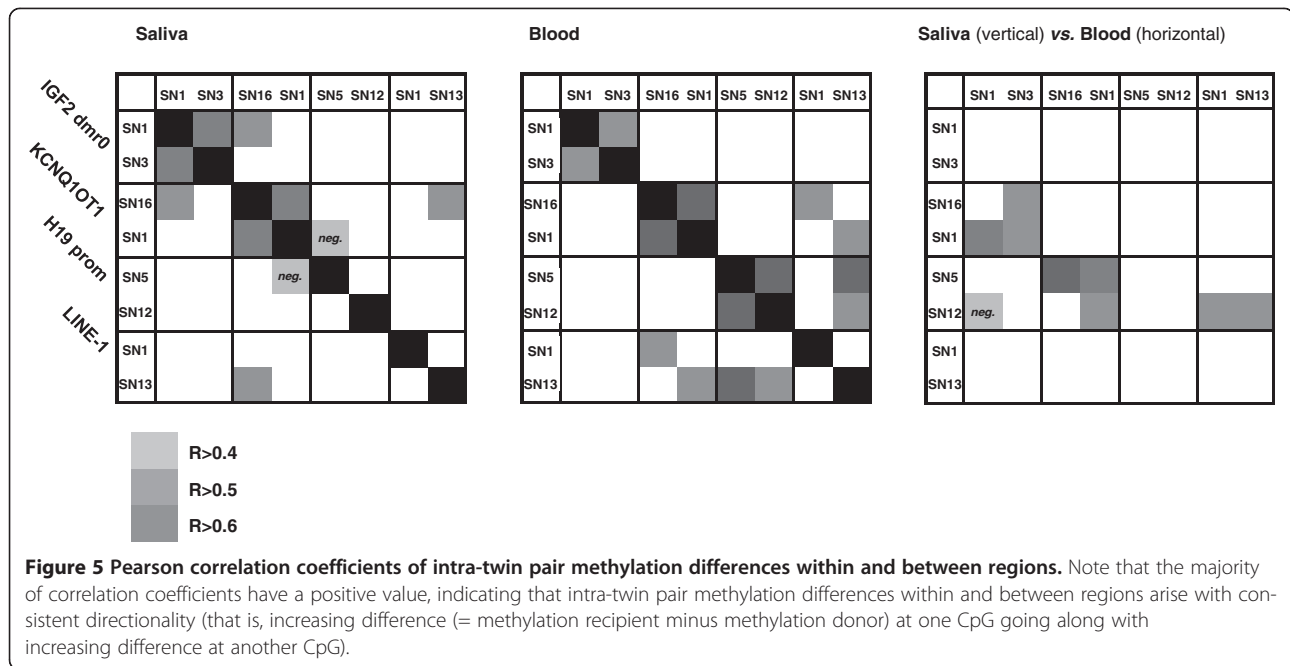 Saliva
Blood
Saliva (vertical) vs. Blood (horizontal)
IGF2 dmr0
KCNQ1OT1
H19 prom
LINE-1
SN1 SN3 SN16 SN1 SN5 SN12 SN1 SN13
SN1
SN3
SN16
SN1 neg.
SN5 neg.
SN12
SN1
SN13
SN1 SN3 SN16 SN1 SN5 SN12 SN1 SN13
SN1
SN3
SN16
SN1
SN5
SN12
SN1
SN13
SN1 SN3 SN16 SN1 SN5 SN12 SN1 SN13
SN1
SN3
SN16
SN1
SN5
SN12 neg.
SN1
SN13
R>0.4
R>0.5
R>0.6
Figure 5 Pearson correlation coefficients of intra-twin pair methylation differences within and between regions. Note that the majority
of correlation coefficients have a positive value, indicating that intra-twin pair methylation differences within and between regions arise with con-
sistent directionality (that is, increasing difference (= methylation recipient minus methylation donor) at one CpG going along with
increasing difference at another CpG).